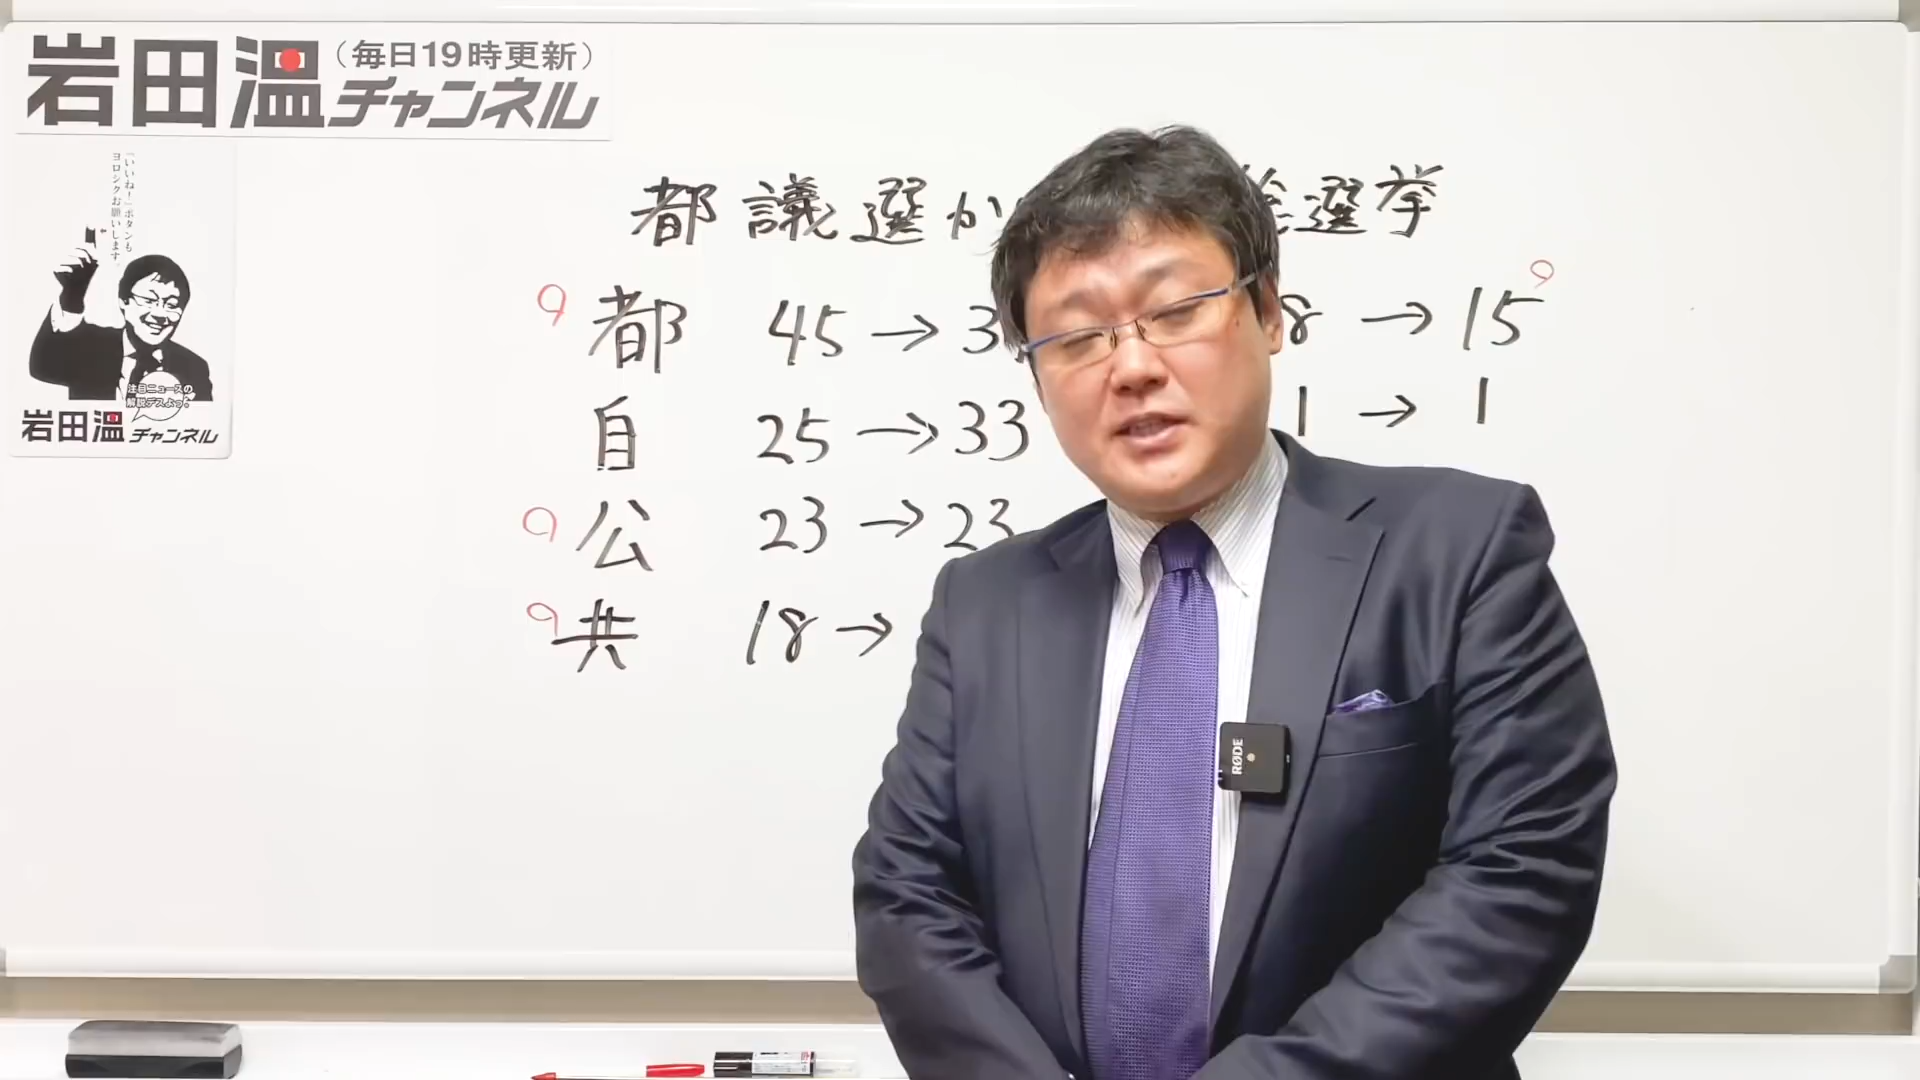 岩田温チャンネル（毎日19時更新）
「いいね！」ボタンも
ヨロシクお願いします。
注目ニュースの
解説デスよっ！
岩田温チャンネル
都議選か 選挙
都 45→3 8→15
自 25→33 1→1
公 23→23
共 18→
RØDE